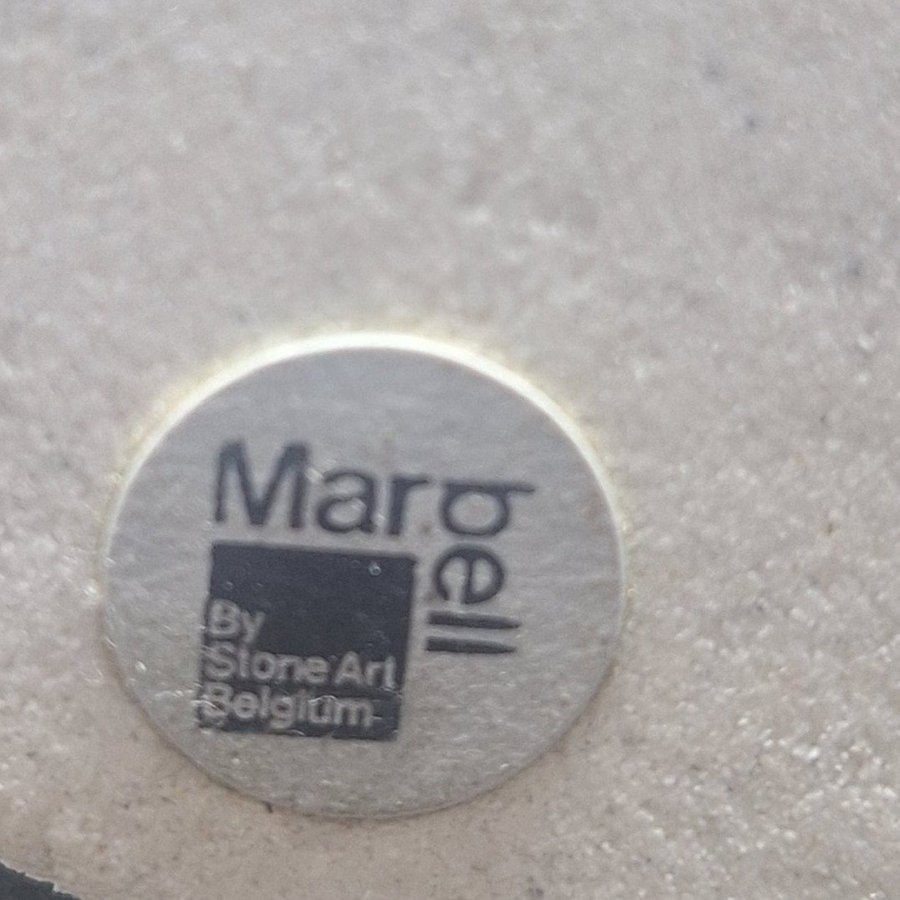 Margell
By
Stone Art
Belgium